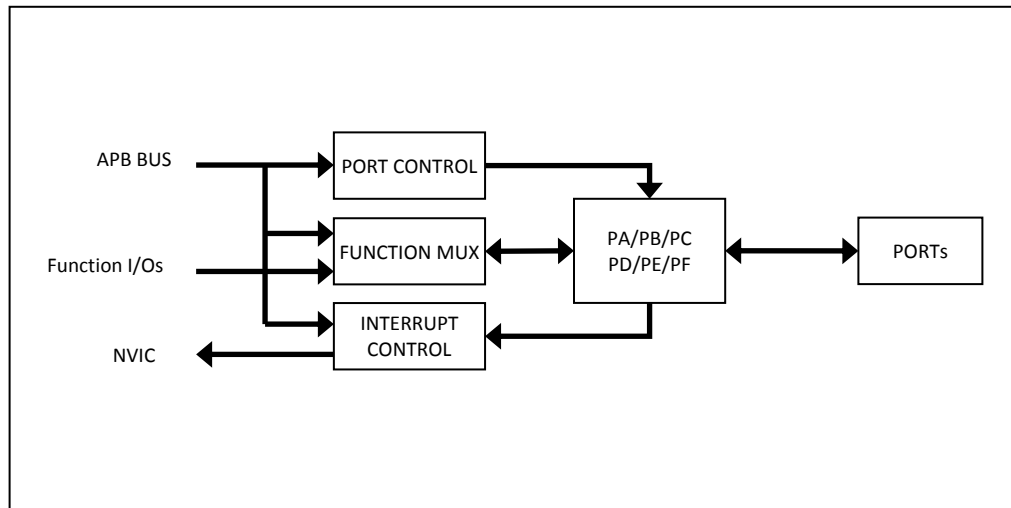 APB BUS
PORT CONTROL
Function I/Os
FUNCTION MUX
PA/PB/PC
PD/PE/PF
PORTs
NVIC
INTERRUPT
CONTROL